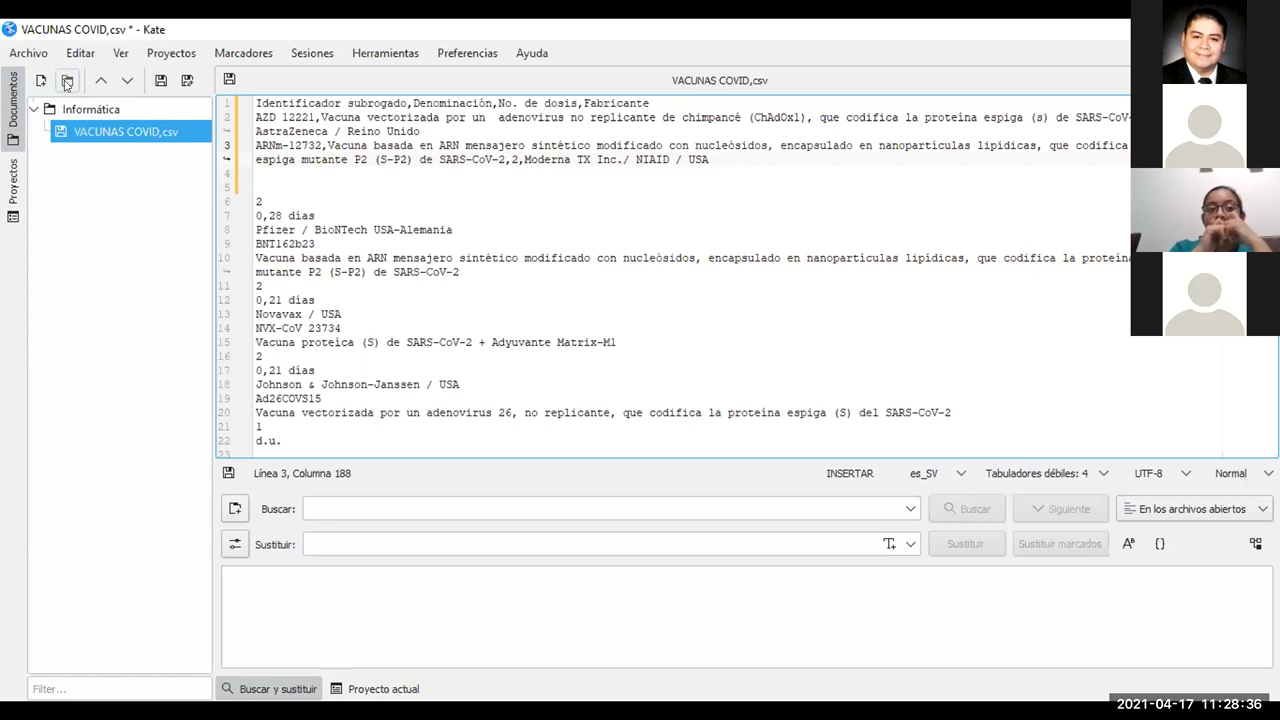 VACUNAS COVID,csv * - Kate
Archivo Editar Ver Proyectos Marcadores Sesiones Herramientas Preferencias Ayuda
VACUNAS COVID,csv
Documentos
Proyectos
Informática
VACUNAS COVID,csv
1 Identificador subrogado,Denominación,No. de dosis,Fabricante
2 AZD 12221,Vacuna vectorizada por un adenovirus no replicante de chimpancé (ChAdOx1), que codifica la proteína espiga (s) de SARS-CoV-
AstraZeneca / Reino Unido
3 ARNm-12732,Vacuna basada en ARN mensajero sintético modificado con nucleósidos, encapsulado en nanopartículas lipídicas, que codifica
espiga mutante P2 (S-P2) de SARS-CoV-2,2,Moderna TX Inc./ NIAID / USA
4
5
6 2
7 0,28 días
8 Pfizer / BioNTech USA-Alemania
9 BNT162b23
10 Vacuna basada en ARN mensajero sintético modificado con nucleósidos, encapsulado en nanopartículas lipídicas, que codifica la proteína
mutante P2 (S-P2) de SARS-CoV-2
11 2
12 0,21 días
13 Novavax / USA
14 NVX-CoV 23734
15 Vacuna proteíca (S) de SARS-CoV-2 + Adyuvante Matrix-M1
16 2
17 0,21 días
18 Johnson & Johnson-Janssen / USA
19 Ad26COVS15
20 Vacuna vectorizada por un adenovirus 26, no replicante, que codifica la proteína espiga (S) del SARS-CoV-2
21 1
22 d.u.
23
Línea 3, Columna 188 INSERTAR es_SV Tabuladores débiles: 4 UTF-8 Normal
Buscar: Buscar Siguiente En los archivos abiertos
Sustituir: Sustituir Sustituir marcados
Filter... Buscar y sustituir Proyecto actual
2021-04-17 11:28:36